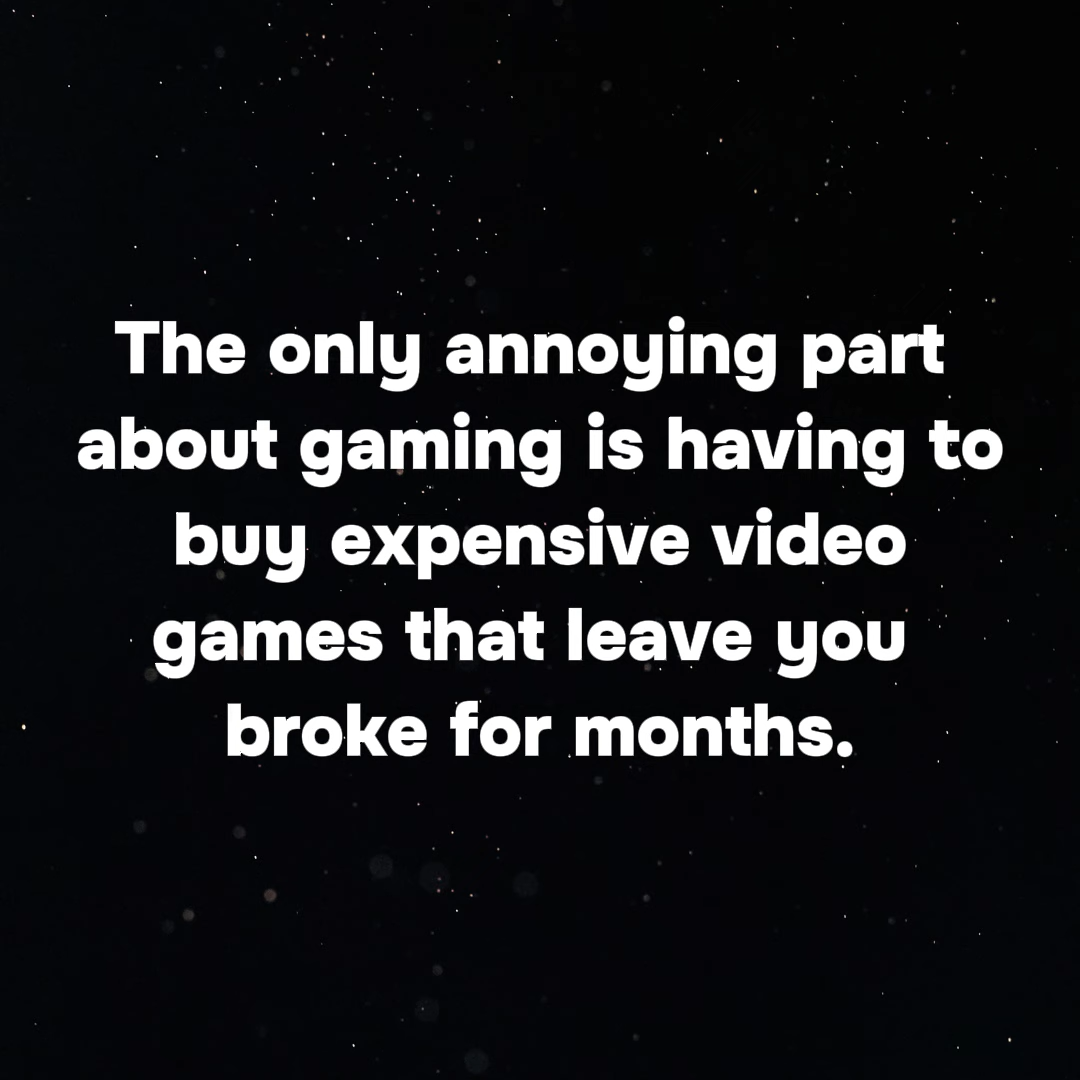 The only annoying part
about gaming is having to
buy expensive video
games that leave you
broke for months.